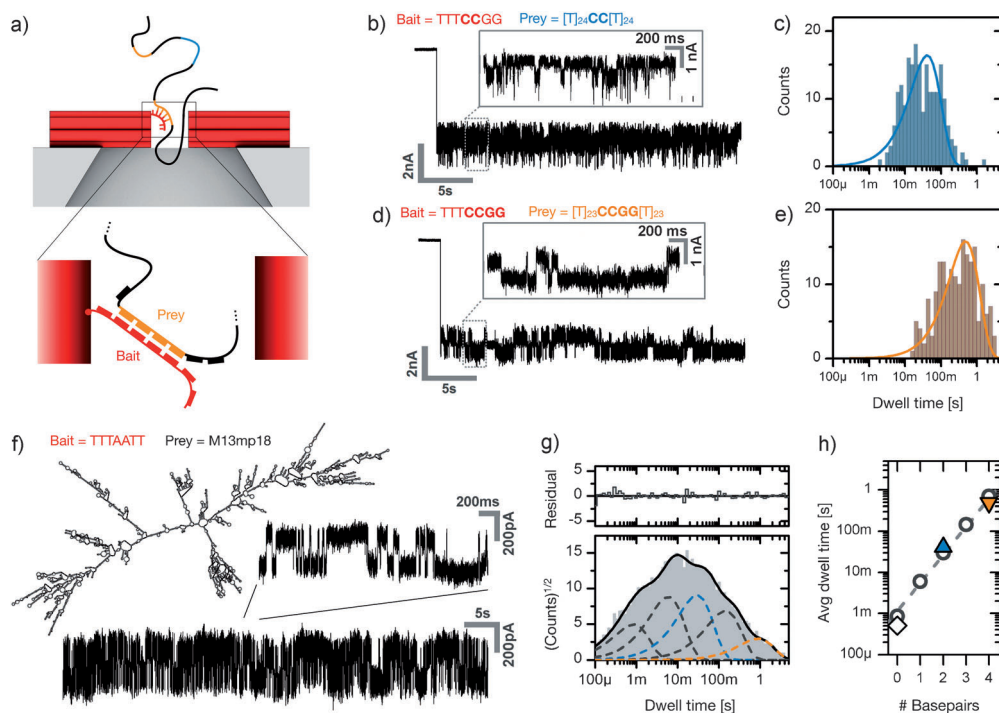 a)
Prey
Bait
b)
Bait = TTTCCGG Prey = [T]24CC[T]24
200 ms
1 nA
2nA
5s
c)
Counts
20
10
0
100µ 1m 10m 100m 1
d)
Bait = TTTCCGG Prey = [T]23CCGG[T]23
200 ms
1 nA
2nA
5s
e)
Counts
20
10
0
100µ 1m 10m 100m 1
Dwell time [s]
f)
Bait = TTTAATT Prey = M13mp18
200ms
200pA
5s
200pA
g)
Residual
5
0
-5
(Counts)1/2
15
10
5
0
100µ 1m 10m 100m 1
Dwell time [s]
h)
Avg dwell time [s]
1
100m
10m
1m
100µ
0 1 2 3 4
# Basepairs